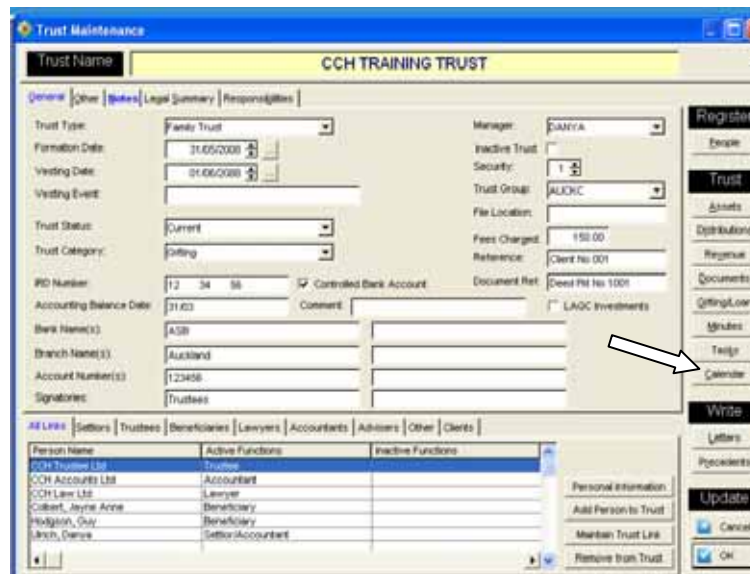 Trust Maintenance
Trust Name CCH TRAINING TRUST
General Other Notes Legal Summary Responsibilities
Trust Type: Family Trust Manager: DANYA
Formation Date: 31/05/2008 Inactive Trust
Vesting Date: 01/06/2088 Security: 1
Vesting Event: Trust Group: AUCKC
File Location:
Trust Status: Current Fees Charged: 150.00
Trust Category: Gifting Reference: Client No 001
IRD Number: 12 34 56 Controlled Bank Account Document Ref: Deed Pkt No 1001
Accounting Balance Date: 31/03 Comment: LAQC Investments
Bank Name(s): ASB
Branch Name(s): Auckland
Account Number(s): 123456
Signatories: Trustees
All Links Settlors Trustees Beneficiaries Lawyers Accountants Advisers Other Clients
Person Name Active Functions Inactive Functions
CCH Trustee Ltd Trustee
CCH Accounts Ltd Accountant
CCH Law Ltd Lawyer
Colbert, Jayne Anne Beneficiary
Hodgson, Guy Beneficiary
Ulrich, Danya Settlor/Accountant
Personal Information
Add Person to Trust
Maintain Trust Link
Remove from Trust
Register
People
Trust
Assets
Distributions
Revenue
Documents
Gifting/Loan
Minutes
Tasks
Calendar
Write
Letters
Precedents
Update
Cancel
OK